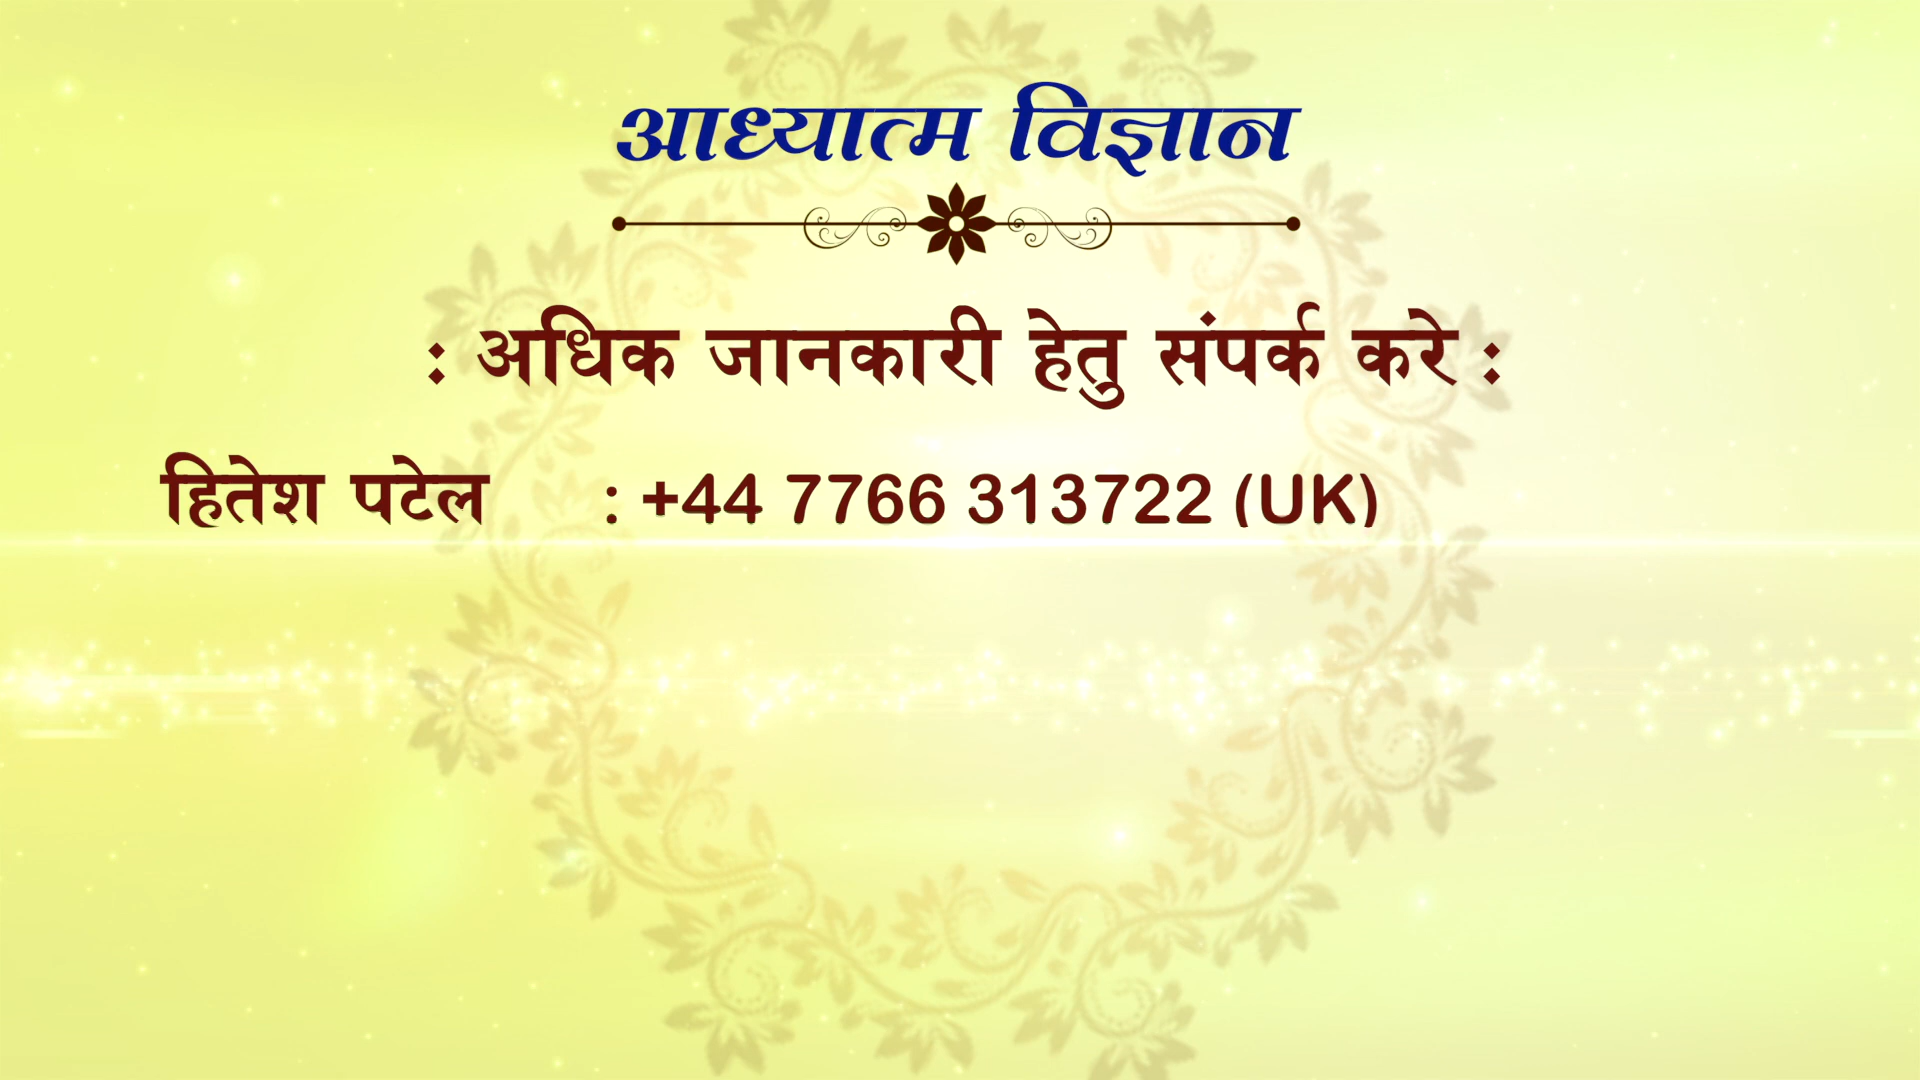 आध्यात्म विज्ञान
: अधिक जानकारी हेतु संपर्क करे :
हितेश पटेल : +44 7766 313722 (UK)